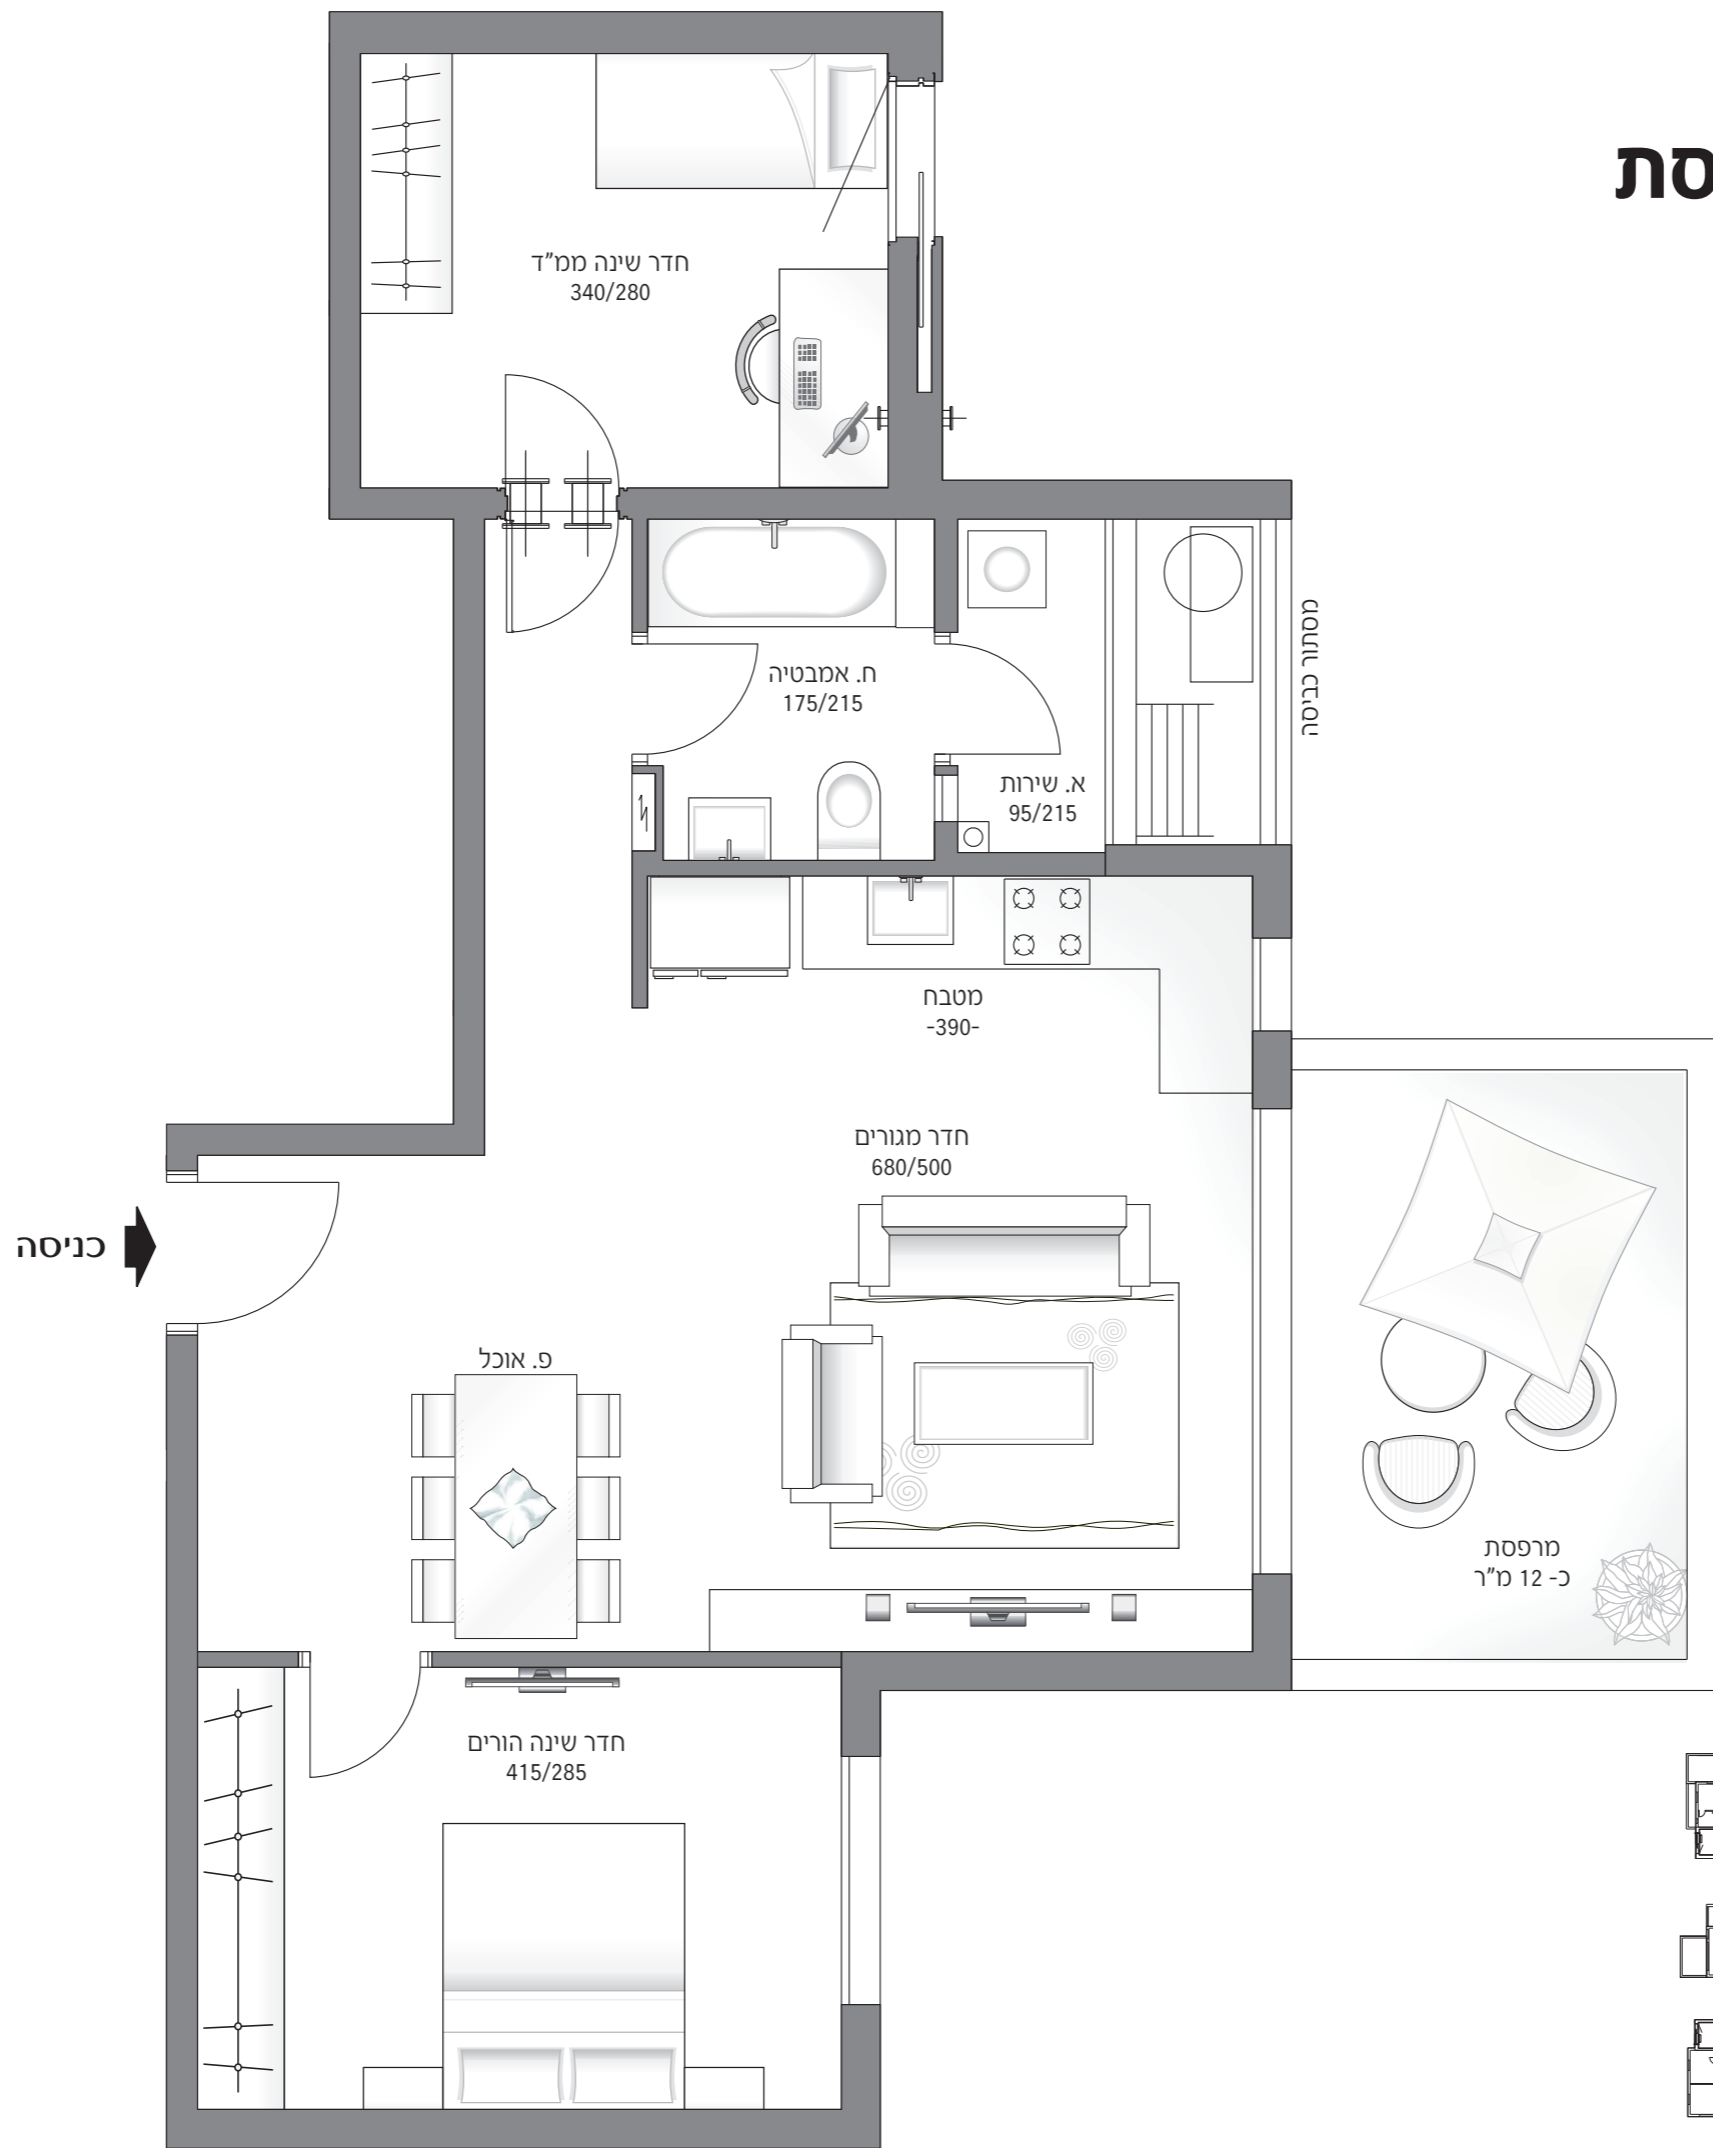 חדר שינה ממ"ד
340/280
מסתור כביסה
ח. אמבטיה
175/215
א. שירות
95/215
מטבח
-390-
חדר מגורים
680/500
כניסה
פ. אוכל
מרפסת
כ- 12 מ"ר
חדר שינה הורים
415/285